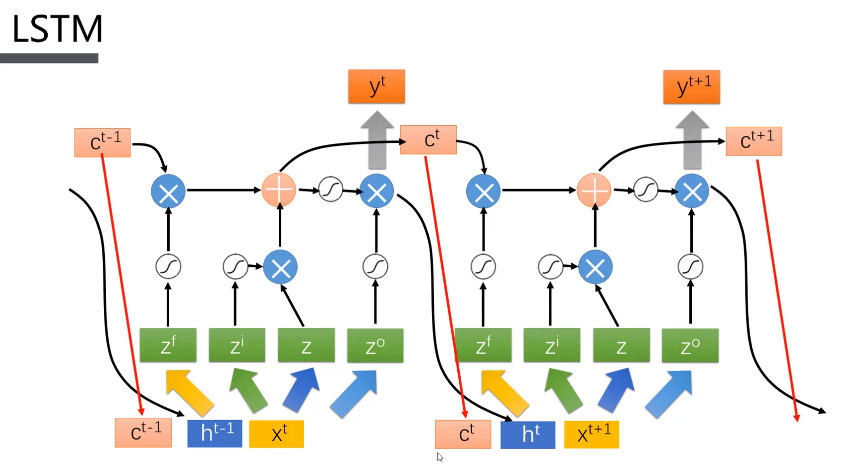 LSTM
y^t y^{t+1}
c^{t-1} c^t c^{t+1}
z^f z^i z z^o z^f z^i z z^o
c^{t-1} h^{t-1} x^t c^t h^t x^{t+1}